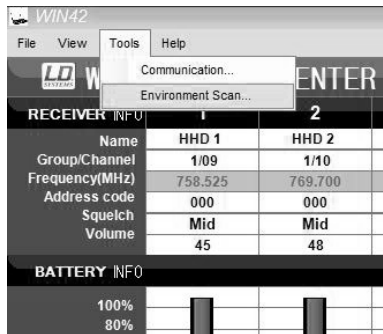 WIN42
File View Tools Help
LD SYSTEMS W ENTER
Communication...
Environment Scan...
RECEIVER INFO 1 2
Name HHD 1 HHD 2
Group/Channel 1/09 1/10
Frequency(MHz) 758.525 769.700
Address code 000 000
Squelch Mid Mid
Volume 45 48
BATTERY INFO
100%
80%